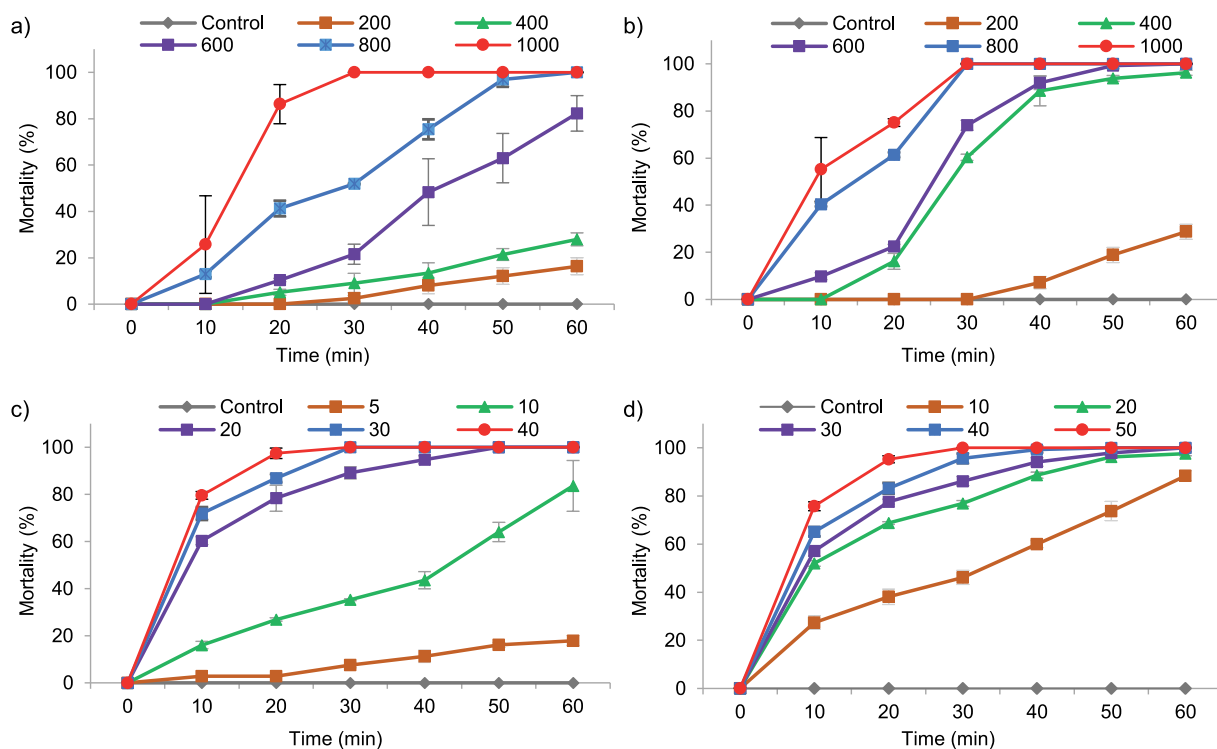 a)
Control 200 400
600 800 1000
Mortality (%)
100
80
60
40
20
0
0 10 20 30 40 50 60
Time (min)
b)
Control 200 400
600 800 1000
Mortality (%)
100
80
60
40
20
0
0 10 20 30 40 50 60
Time (min)
c)
Control 5 10
20 30 40
Mortality (%)
100
80
60
40
20
0
0 10 20 30 40 50 60
Time (min)
d)
Control 10 20
30 40 50
Mortality (%)
100
80
60
40
20
0
0 10 20 30 40 50 60
Time (min)